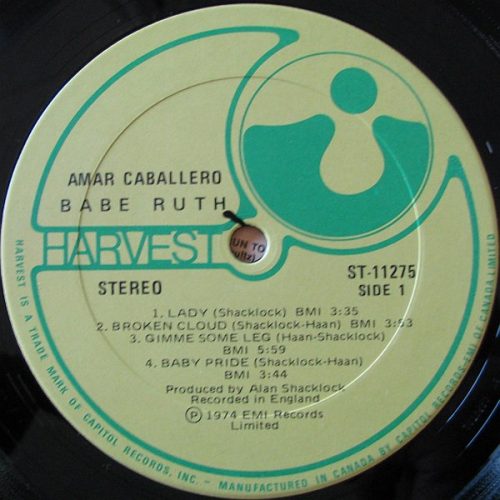 AMAR CABALLERO
BABE RUTH
HARVEST
UN TO
STEREO
ST-11275
SIDE 1
1. LADY (Shacklock) BMI 3:35
2. BROKEN CLOUD (Shacklock-Haan) BMI 3:53
3. GIMME SOME LEG (Haan-Shacklock)
BMI 5:59
4. BABY PRIDE (Shacklock-Haan)
BMI 3:44
Produced by Alan Shacklock
Recorded in England
Ⓟ 1974 EMI Records
Limited
HARVEST IS A TRADE MARK OF CAPITOL RECORDS, INC. – MANUFACTURED IN CANADA BY CAPITOL RECORDS-EMI OF CANADA LIMITED